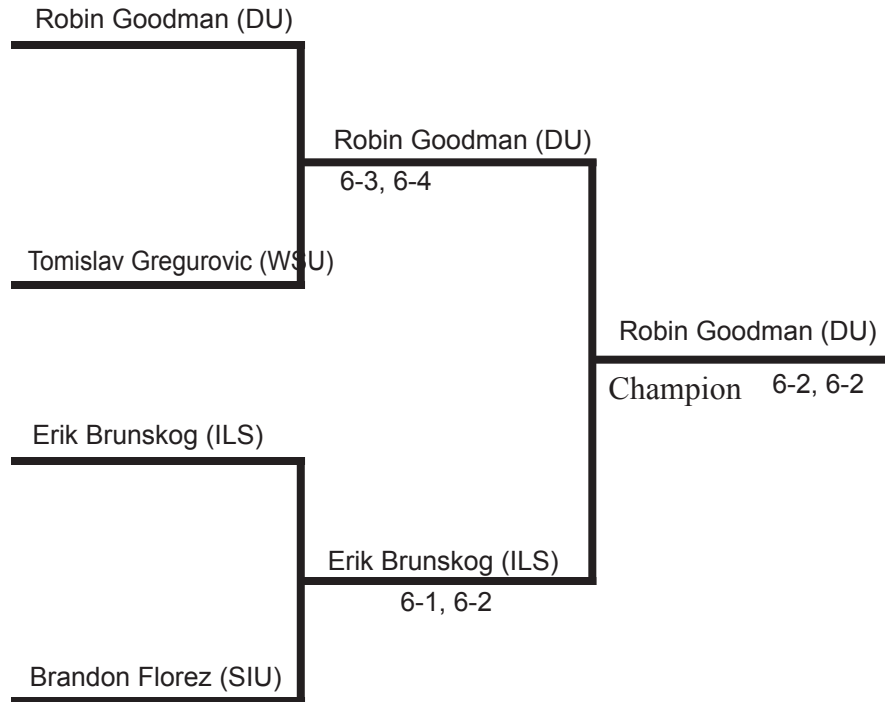 Robin Goodman (DU)
Robin Goodman (DU)
6-3, 6-4
Tomislav Gregurovic (WSU)
Robin Goodman (DU)
Champion 6-2, 6-2
Erik Brunskog (ILS)
Erik Brunskog (ILS)
6-1, 6-2
Brandon Florez (SIU)